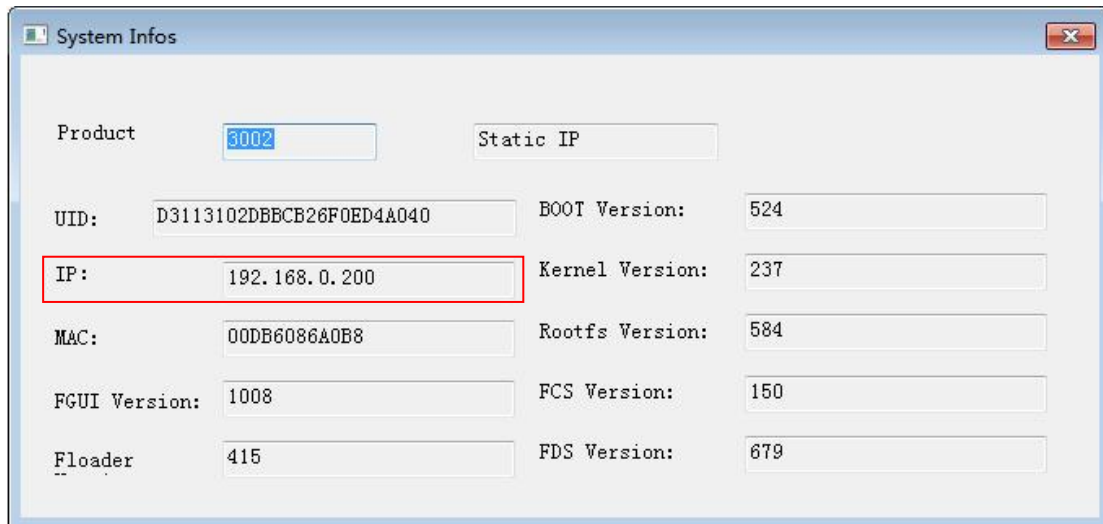 System Infos
Product 3002 Static IP
UID: D3113102DBBCB26F0ED4A040 BOOT Version: 524
IP: 192.168.0.200 Kernel Version: 237
MAC: 00DB6086A0B8 Rootfs Version: 584
FGUI Version: 1008 FCS Version: 150
Floader 415 FDS Version: 679